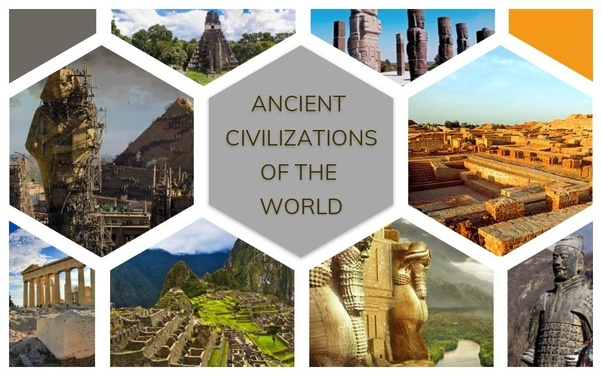 ANCIENT
CIVILIZATIONS
OF THE
WORLD